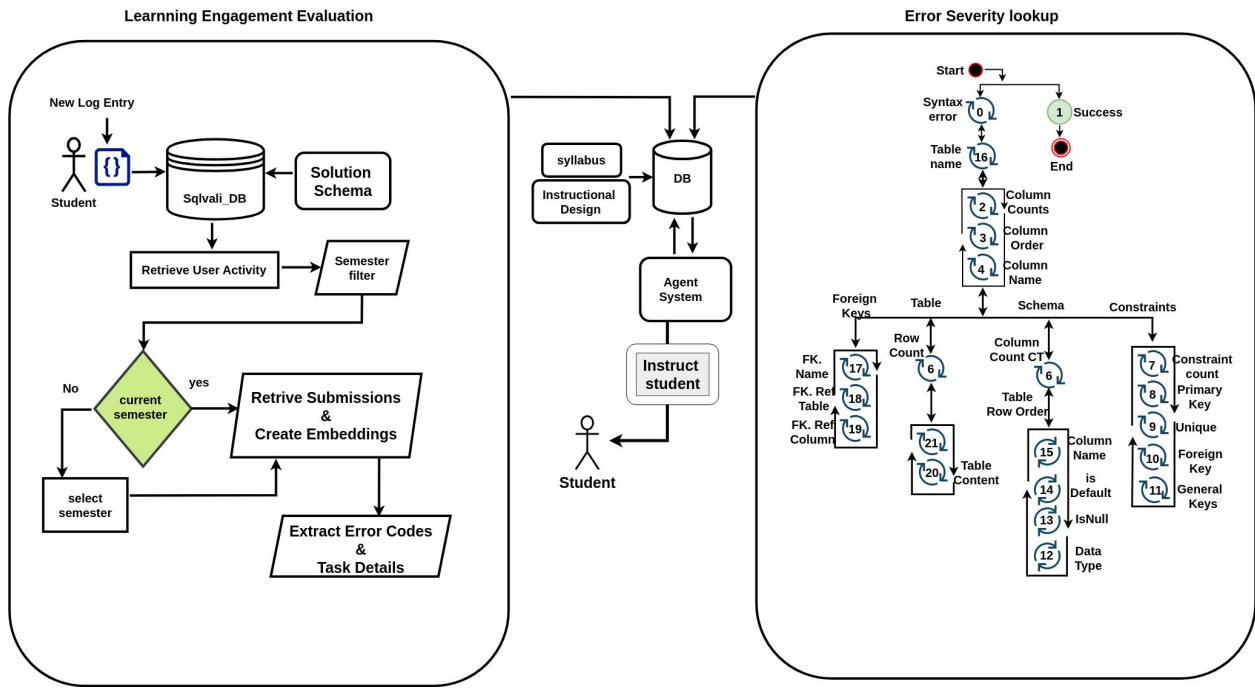 Learnning Engagement Evaluation
New Log Entry
{}
Student
Sqlvali_DB
Solution
Schema
Retrieve User Activity
Semester
filter
No
current
semester
yes
Retrive Submissions
&
Create Embeddings
select
semester
Extract Error Codes
&
Task Details
syllabus
Instructional
Design
DB
Agent
System
Instruct
student
Student
Error Severity lookup
Start
Syntax
error
0
1
Success
End
Table
name
16
2
Column
Counts
3
Column
Order
4
Column
Name
Foreign
Keys
Table
Schema
Constraints
FK.
Name
17
FK. Ref
Table
18
FK. Ref
Column
19
Row
Count
6
21
20
Table
Content
Column
Count CT
6
Table
Row Order
15
Column
Name
14
is
Default
13
IsNull
12
Data
Type
7
Constraint
count
8
Primary
Key
9
Unique
10
Foreign
Key
11
General
Keys